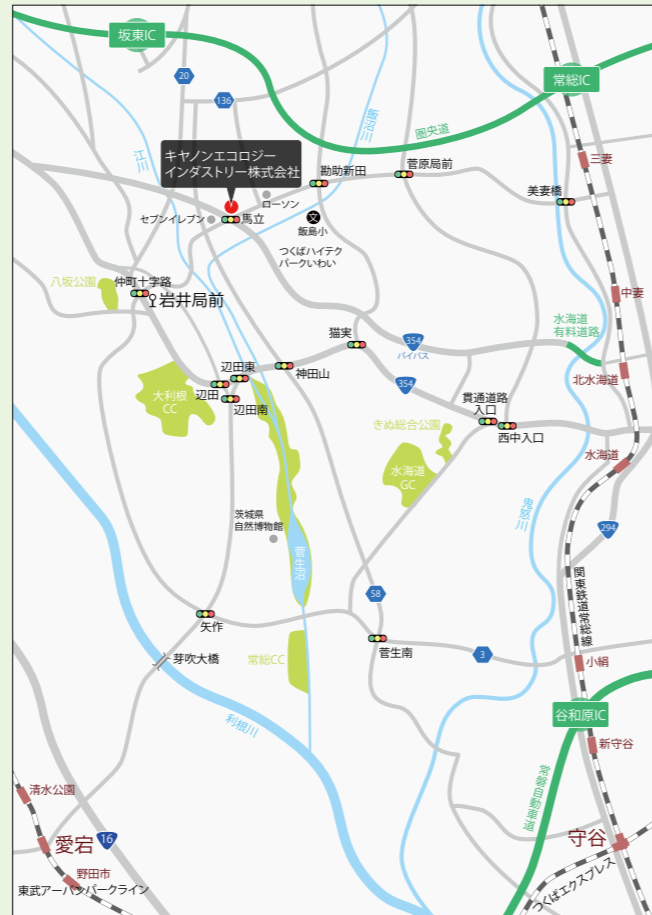 坂東IC
常総IC
20
136
圏央道
飯沼川
江川
三妻
キヤノンエコロジー
インダストリー株式会社
勘助新田
菅原局前
美妻橋
ローソン
セブンイレブン
馬立
文
飯島小
つくばハイテク
パークいわい
八坂公園
仲町十字路
岩井局前
中妻
水海道
有料道路
猫実
354
バイパス
354
北水海道
神田山
辺田東
辺田
辺田南
大利根
CC
貫通道路
入口
西中入口
きぬ総合公園
水海道
GC
水海道
鬼怒川
294
茨城県
自然博物館
菅生沼
関東鉄道常総線
58
矢作
菅生南
3
小絹
芽吹大橋
常総CC
利根川
谷和原IC
新守谷
常磐自動車道
清水公園
愛宕
16
野田市
東武アーバンパークライン
守谷
つくばエクスプレス